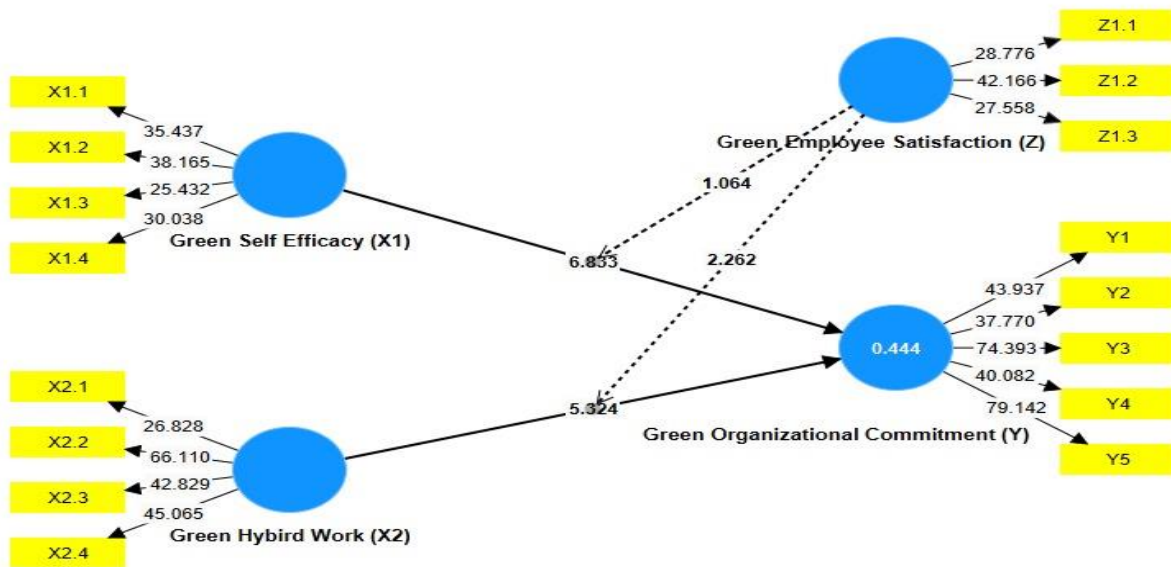 X1.1
X1.2
X1.3
X1.4
35.437
38.165
25.432
30.038
Green Self Efficacy (X1)
X2.1
X2.2
X2.3
X2.4
26.828
66.110
42.829
45.065
Green Hybird Work (X2)
6.833
5.324
1.064
2.262
Green Employee Satisfaction (Z)
28.776
42.166
27.558
Z1.1
Z1.2
Z1.3
0.444
Green Organizational Commitment (Y)
43.937
37.770
74.393
40.082
79.142
Y1
Y2
Y3
Y4
Y5